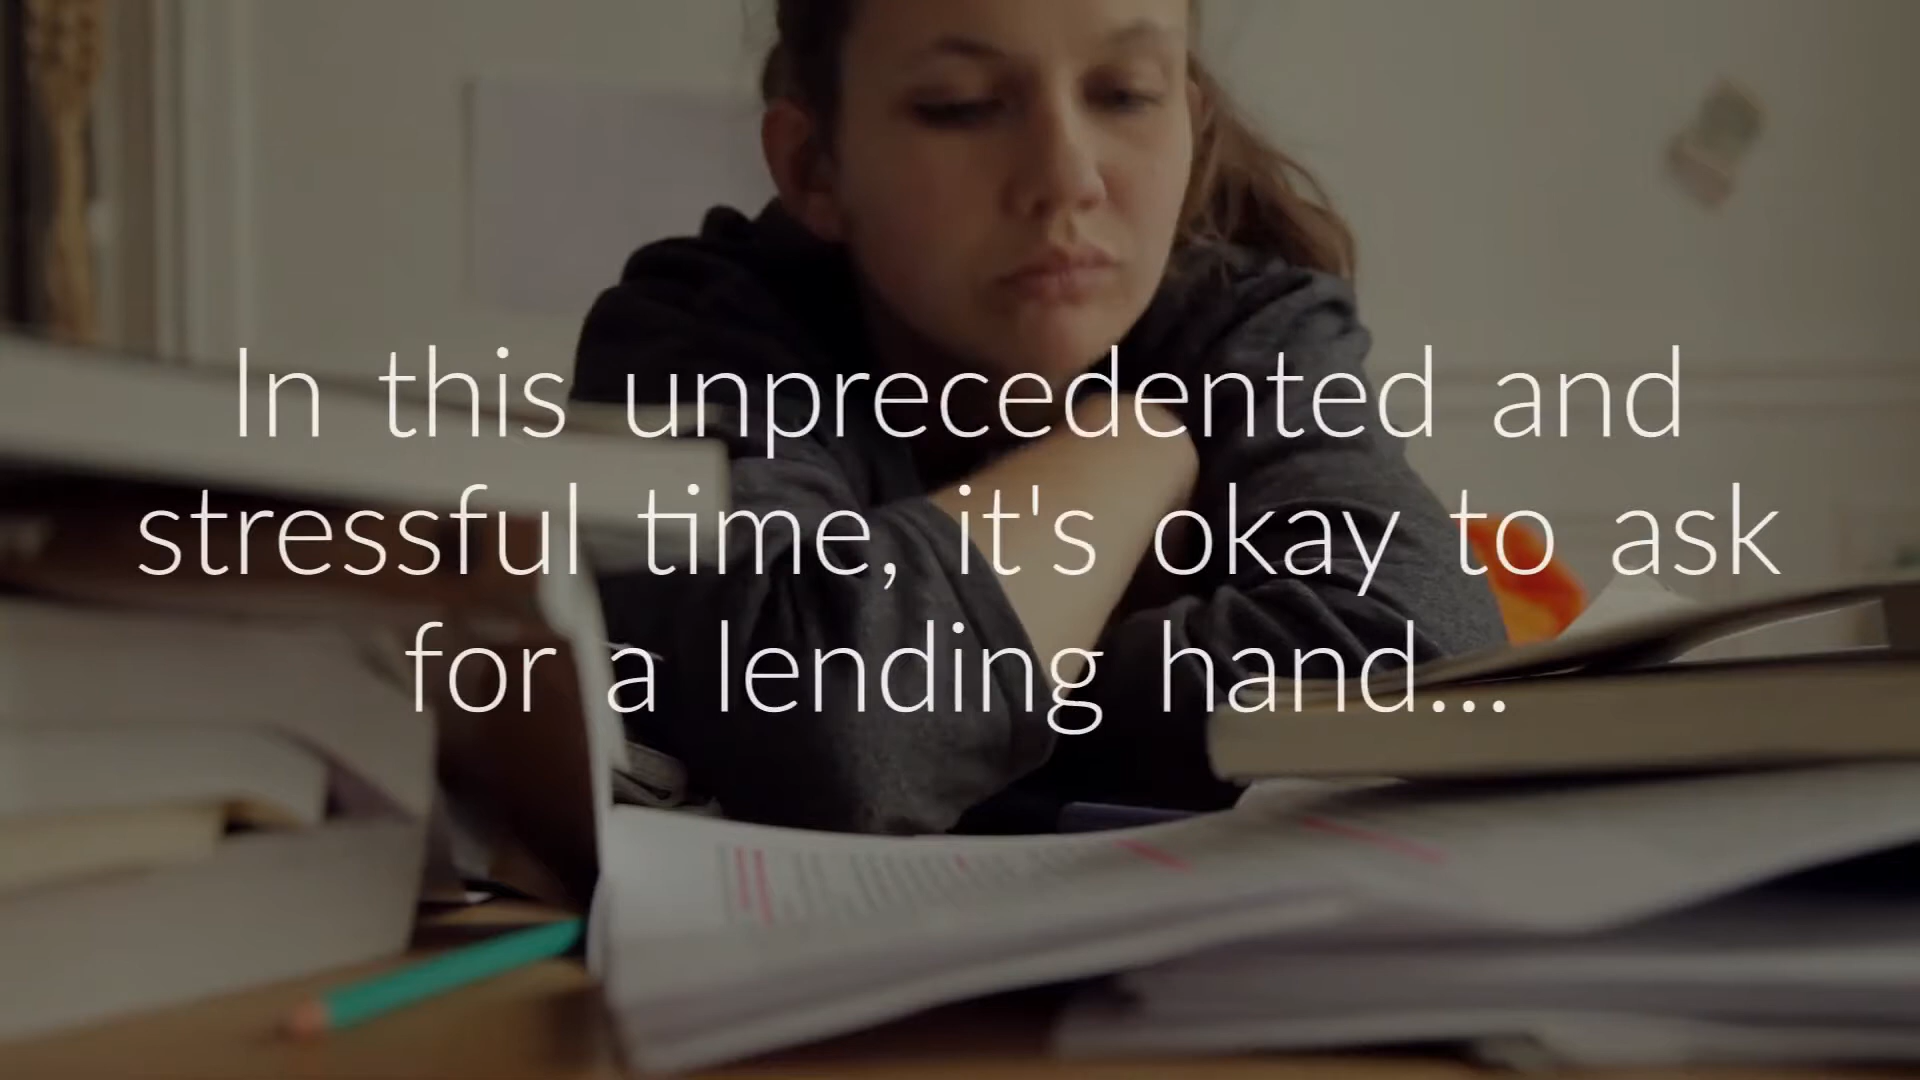 In this unprecedented and
stressful time, it's okay to ask
for a lending hand...